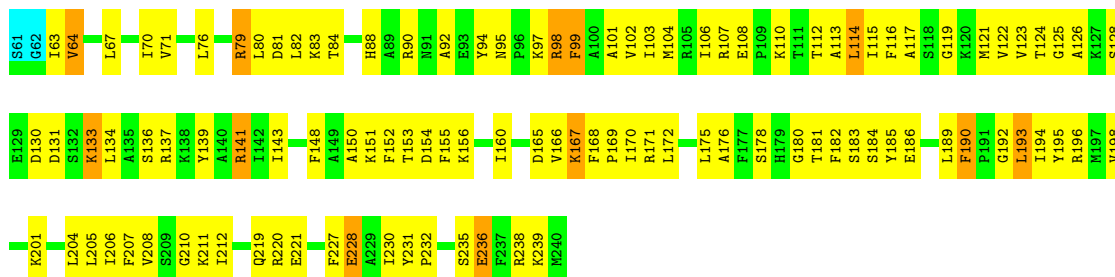 S61 G62 I63 V64 L67 I70 V71 L76 R79 L80 D81 L82 K83 T84 H88 A89 R90 N91 A92 E93 Y94 N95 P96 K97 R98 F99 A100 A101 V102 I103 M104 R105 I106 R107 E108 P109 K110 T111 T112 A113 L114 I115 F116 A117 S118 G119 K120 M121 V122 V123 T124 G125 A126 K127 S128
E129 D130 D131 S132 K133 L134 A135 S136 R137 K138 Y139 A140 R141 I142 I143 F148 A149 A150 K151 F152 T153 D154 F155 K156 I160 D165 V166 K167 F168 P169 I170 R171 L172 L175 A176 F177 S178 H179 G180 T181 F182 S183 S184 Y185 E186 L189 F190 P191 G192 L193 I194 Y195 R196 M197 V198
K201 L204 L205 I206 F207 V208 S209 G210 K211 I212 Q219 R220 E221 F227 E228 A229 I230 Y231 P232 S235 E236 F237 R238 K239 M240